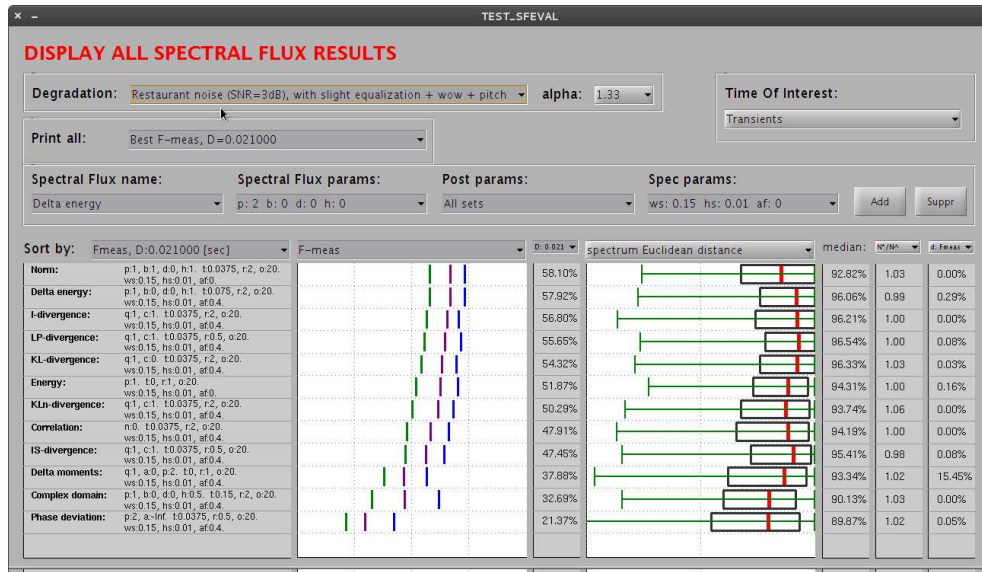 TEST_SFEVAL
DISPLAY ALL SPECTRAL FLUX RESULTS
Degradation: Restaurant noise (SNR=3dB), with slight equalization + wow + pitch alpha: 1.33 Time Of Interest:
Transients
Print all: Best F-meas, D=0.021000
Spectral Flux name: Spectral Flux params: Post params: Spec params:
Delta energy p: 2 b: 0 d: 0 h: 0 All sets ws: 0.15 hs: 0.01 af: 0 Add Suppr
Sort by: Fmeas, D:0.021000 [sec] F-meas D: 0.021 spectrum Euclidean distance median: N°/N^ d: Fmeas
Norm: p:1, b:1, d:0, h:1. t:0.0375, r:2, o:20. 58.10% 92.82% 1.03 0.00%
ws:0.15, hs:0.01, af:0.
Delta energy: p:1, b:0, d:0, h:1. t:0.075, r:2, o:20. 57.92% 96.06% 0.99 0.29%
ws:0.15, hs:0.01, af:0.4.
I-divergence: q:1, c:1. t:0.0375, r:2, o:20. 56.80% 96.21% 1.00 0.00%
ws:0.15, hs:0.01, af:0.4.
LP-divergence: q:1, c:1. t:0.0375, r:0.5, o:20. 55.65% 96.54% 1.00 0.08%
ws:0.15, hs:0.01, af:0.4.
KL-divergence: q:1, c:0. t:0.0375, r:2, o:20. 54.32% 96.33% 1.03 0.03%
ws:0.15, hs:0.01, af:0.4.
Energy: p:1. t:0, r:1, o:20. 51.87% 94.31% 1.00 0.16%
ws:0.15, hs:0.01, af:0.
KLn-divergence: q:1, c:1. t:0.0375, r:2, o:20. 50.29% 93.74% 1.06 0.00%
ws:0.15, hs:0.01, af:0.4.
Correlation: n:0. t:0.0375, r:2, o:20. 47.91% 94.19% 1.00 0.00%
ws:0.15, hs:0.01, af:0.4.
IS-divergence: q:1, c:1. t:0.0375, r:0.5, o:20. 47.45% 95.41% 0.98 0.08%
ws:0.15, hs:0.01, af:0.4.
Delta moments: q:1, a:0, p:2. t:0, r:1, o:20. 37.88% 93.34% 1.02 15.45%
ws:0.15, hs:0.01, af:0.4.
Complex domain: p:1, b:0, d:0, h:0.5. t:0.15, r:2, o:20. 32.69% 90.13% 1.03 0.00%
ws:0.15, hs:0.01, af:0.4.
Phase deviation: p:2, a:-Inf. t:0.0375, r:0.5, o:20. 21.37% 89.87% 1.02 0.05%
ws:0.15, hs:0.01, af:0.4.